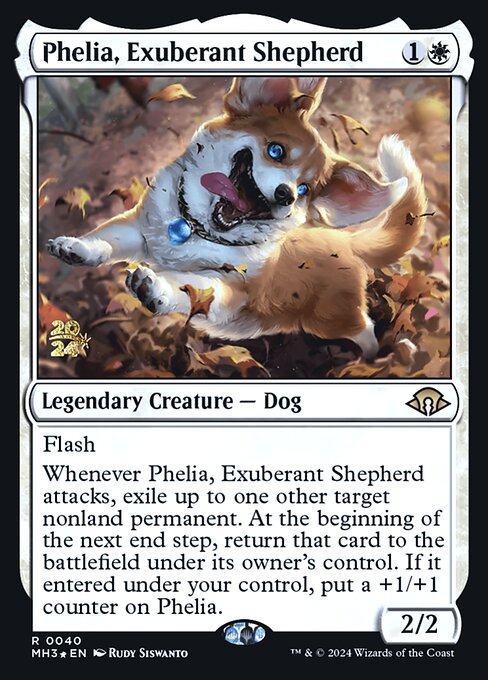 Phelia, Exuberant Shepherd 1
2024
Legendary Creature — Dog
Flash
Whenever Phelia, Exuberant Shepherd
attacks, exile up to one other target
nonland permanent. At the beginning of
the next end step, return that card to the
battlefield under its owner's control. If it
entered under your control, put a +1/+1
counter on Phelia.
2/2
R 0040
MH3★EN Rudy Siswanto ™ & © 2024 Wizards of the Coast